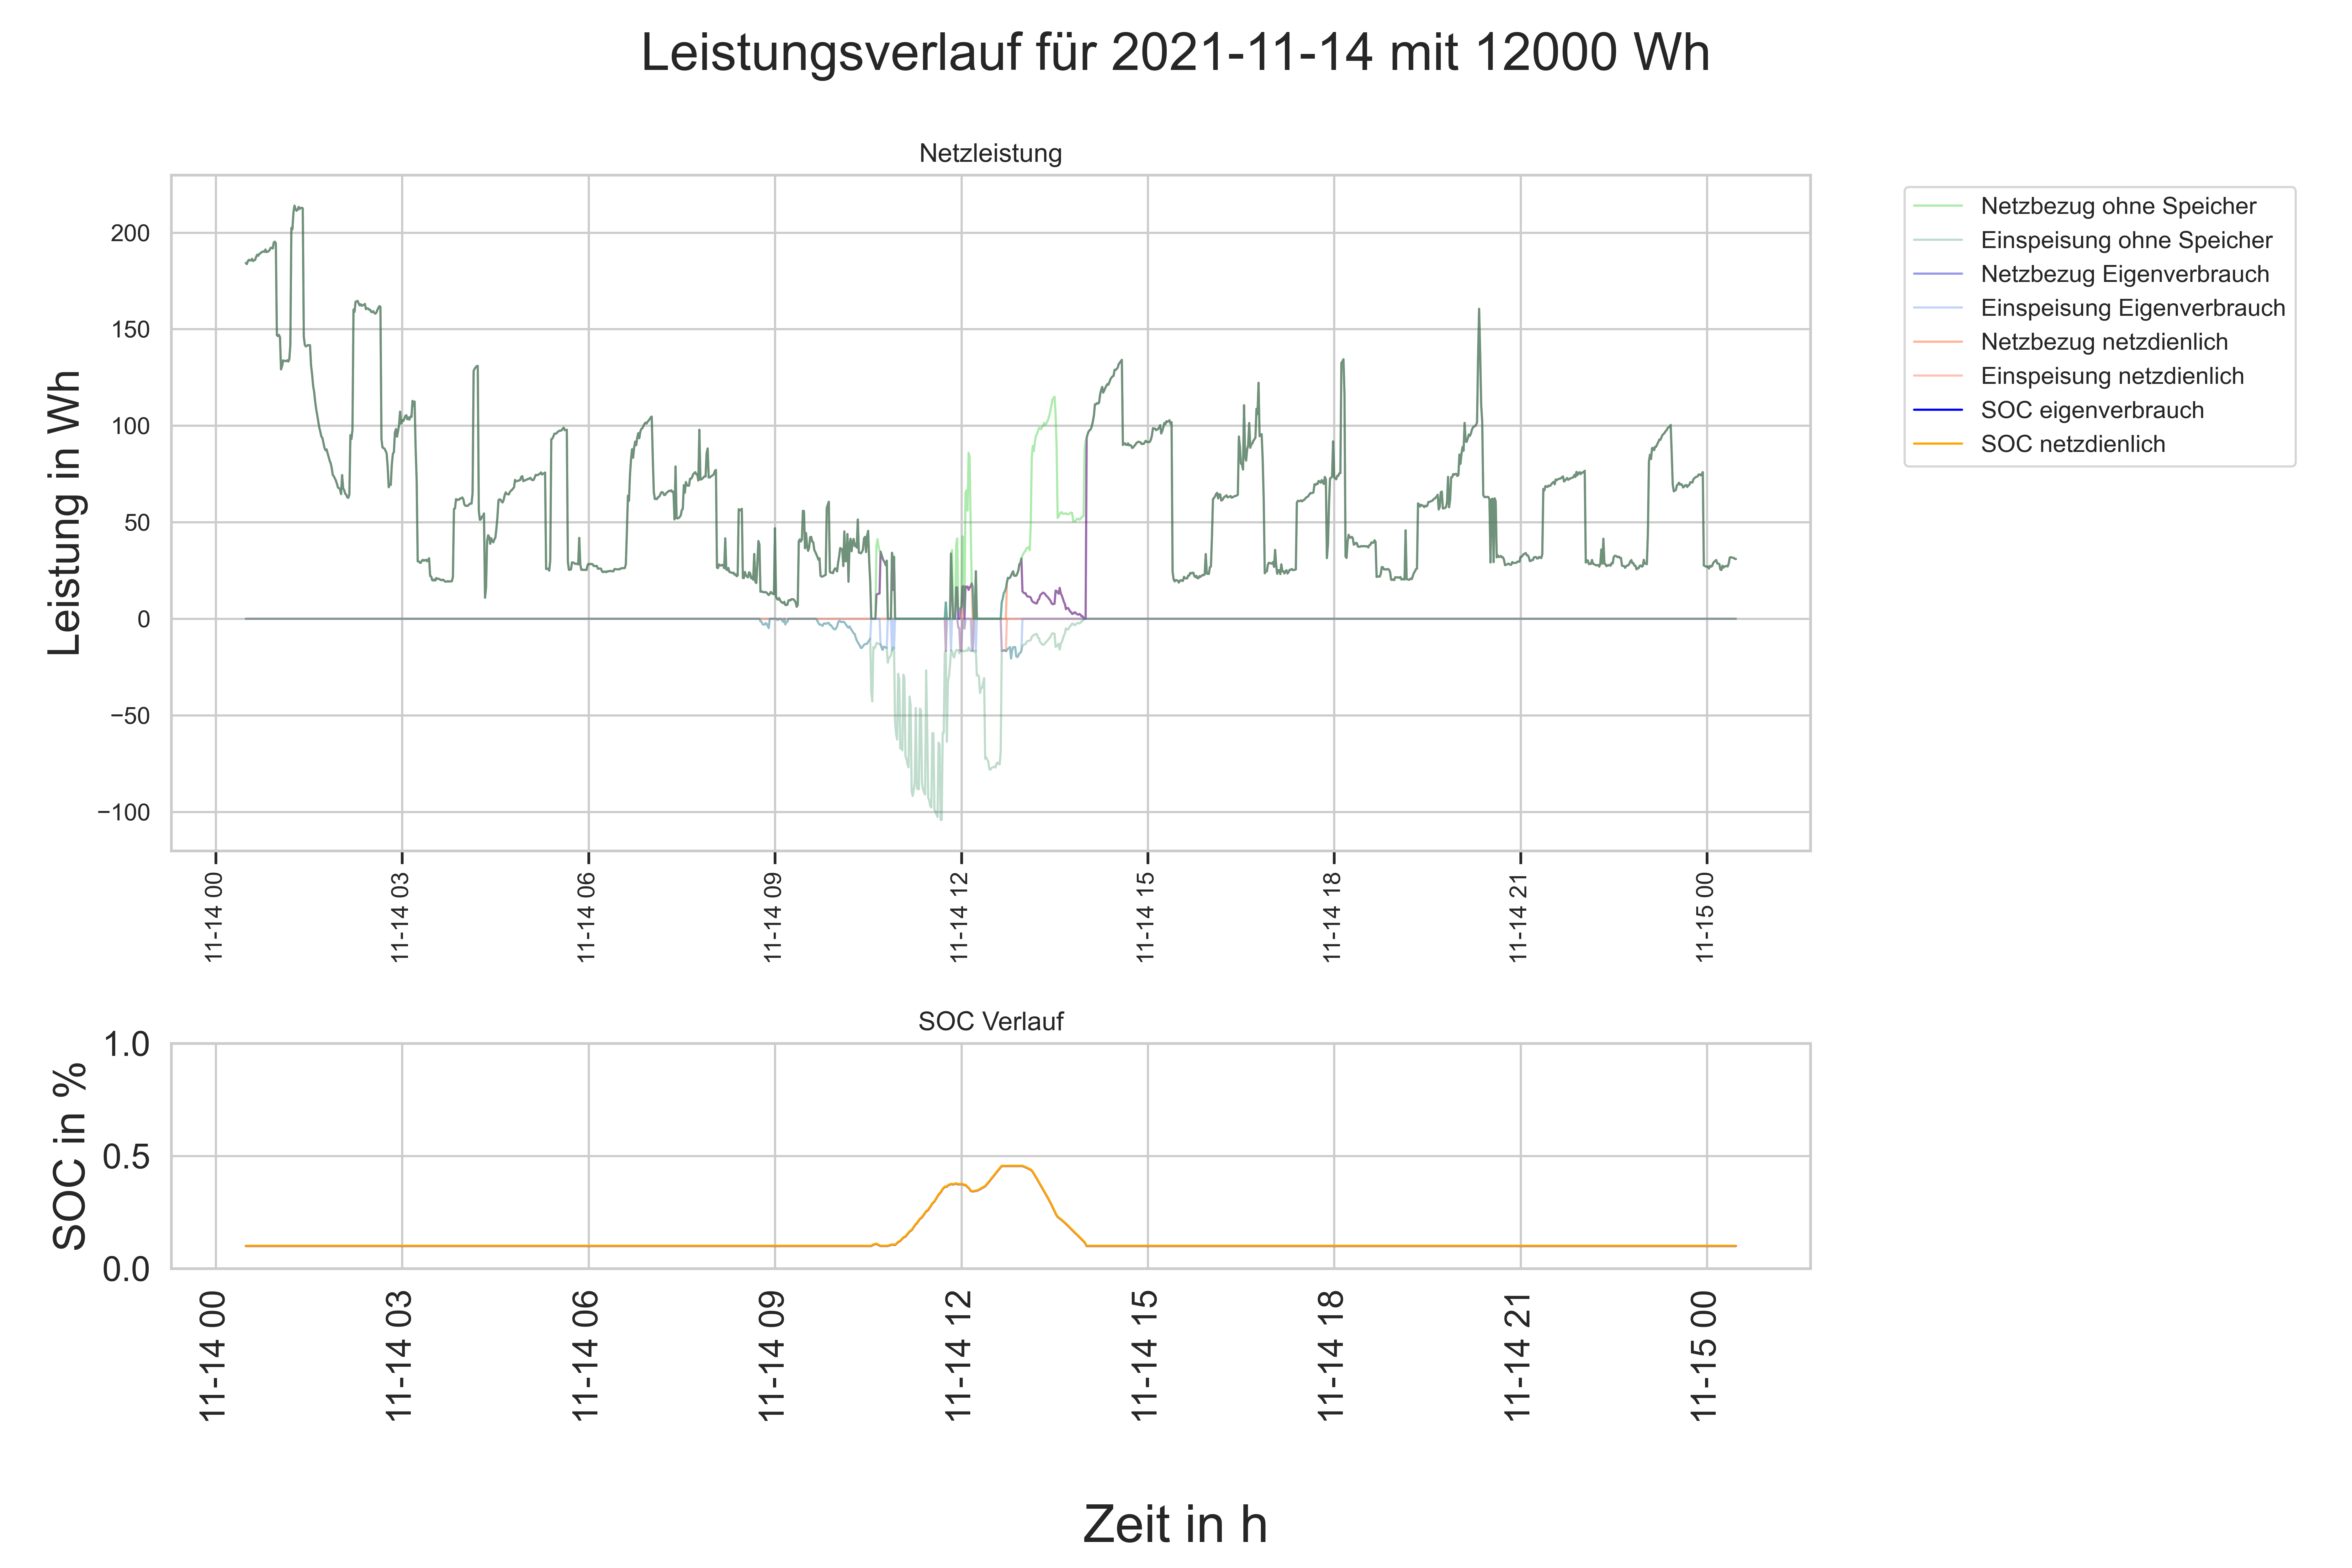 Leistungsverlauf für 2021-11-14 mit 12000 Wh
Netzleistung
Leistung in Wh
200
150
100
50
0
−50
−100
11-14 00
11-14 03
11-14 06
11-14 09
11-14 12
11-14 15
11-14 18
11-14 21
11-15 00
Netzbezug ohne Speicher
Einspeisung ohne Speicher
Netzbezug Eigenverbrauch
Einspeisung Eigenverbrauch
Netzbezug netzdienlich
Einspeisung netzdienlich
SOC eigenverbrauch
SOC netzdienlich
SOC Verlauf
SOC in %
1.0
0.5
0.0
11-14 00
11-14 03
11-14 06
11-14 09
11-14 12
11-14 15
11-14 18
11-14 21
11-15 00
Zeit in h